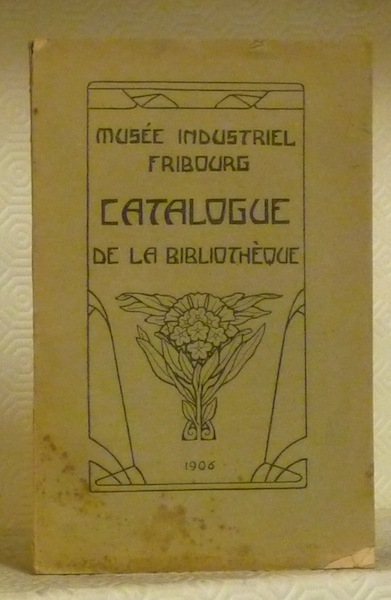 MUSÉE INDUSTRIEL
FRIBOURG
CATALOGUE
DE LA BIBLIOTHÈQUE
1906